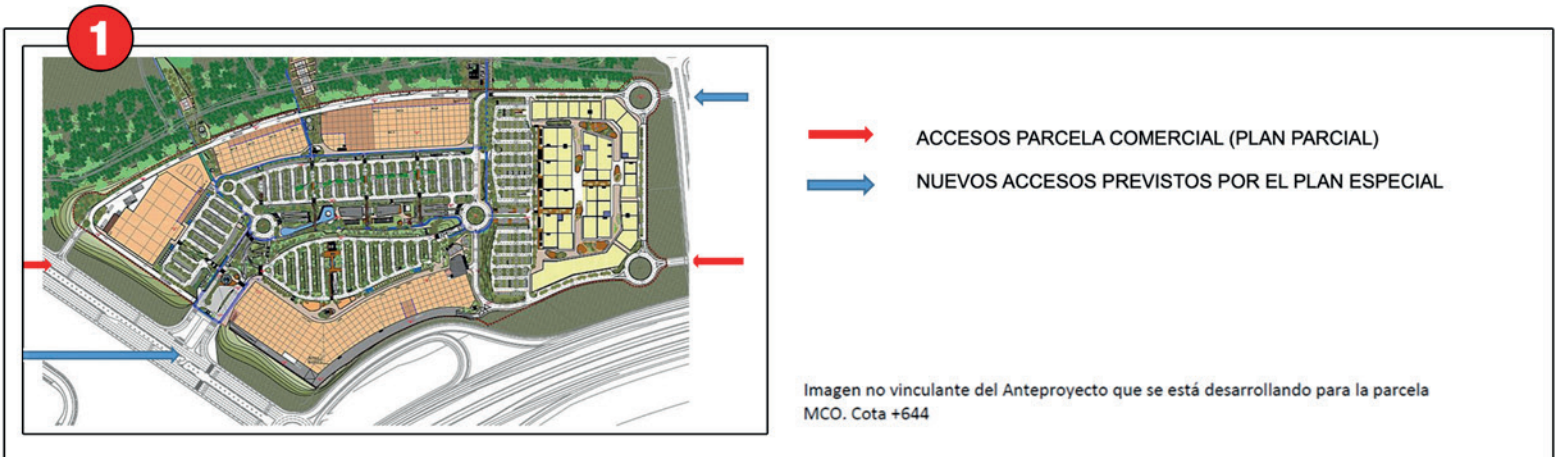 1
ACCESOS PARCELA COMERCIAL (PLAN PARCIAL)
NUEVOS ACCESOS PREVISTOS POR EL PLAN ESPECIAL
Imagen no vinculante del Anteproyecto que se está desarrollando para la parcela
MCO. Cota +644